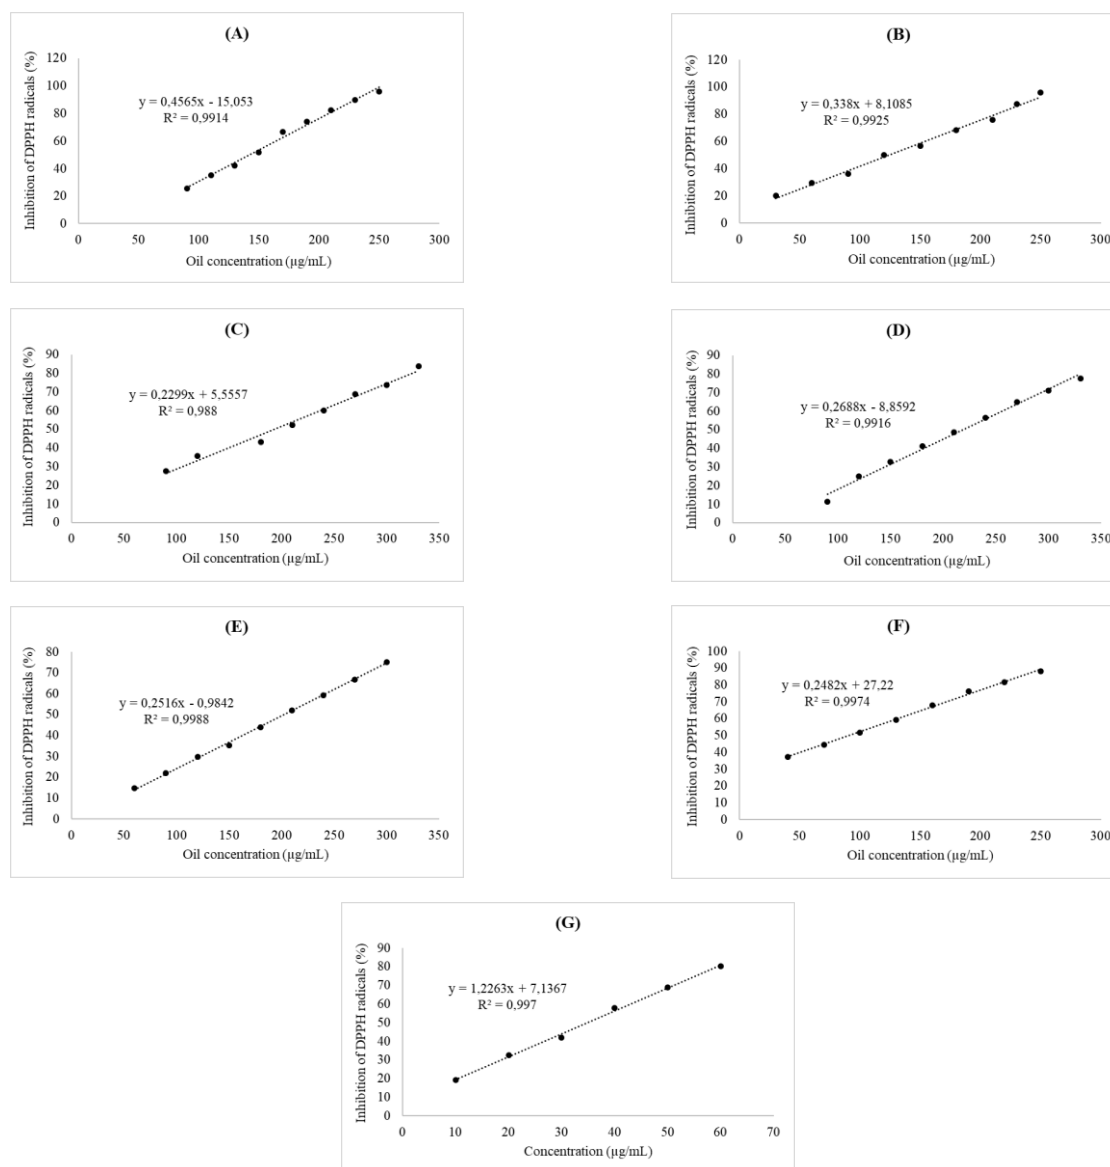 (A)
Inhibition of DPPH radicals (%)
120
100
80
60
40
20
0
y = 0,4565x - 15,053
R² = 0,9914
0 50 100 150 200 250 300
Oil concentration (µg/mL)
(B)
Inhibition of DPPH radicals (%)
120
100
80
60
40
20
0
y = 0,338x + 8,1085
R² = 0,9925
0 50 100 150 200 250 300
Oil concentration (µg/mL)
(C)
Inhibition of DPPH radicals (%)
90
80
70
60
50
40
30
20
10
0
y = 0,2299x + 5,5557
R² = 0,988
0 50 100 150 200 250 300 350
Oil concentration (µg/mL)
(D)
Inhibition of DPPH radicals (%)
90
80
70
60
50
40
30
20
10
0
y = 0,2688x - 8,8592
R² = 0,9916
0 50 100 150 200 250 300 350
Oil concentration (µg/mL)
(E)
Inhibition of DPPH radicals (%)
80
70
60
50
40
30
20
10
0
y = 0,2516x - 0,9842
R² = 0,9988
0 50 100 150 200 250 300 350
Oil concentration (µg/mL)
(F)
Inhibition of DPPH radicals (%)
100
90
80
70
60
50
40
30
20
10
0
y = 0,2482x + 27,22
R² = 0,9974
0 50 100 150 200 250 300
Oil concentration (µg/mL)
(G)
Inhibition of DPPH radicals (%)
90
80
70
60
50
40
30
20
10
0
y = 1,2263x + 7,1367
R² = 0,997
0 10 20 30 40 50 60 70
Concentration (µg/mL)